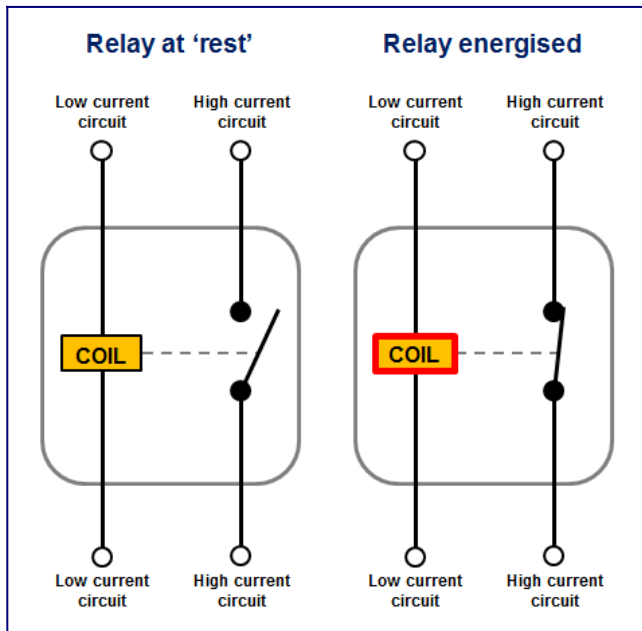 Relay at ‘rest’
Low current
circuit
High current
circuit
COIL
Low current
circuit
High current
circuit
Relay energised
Low current
circuit
High current
circuit
COIL
Low current
circuit
High current
circuit